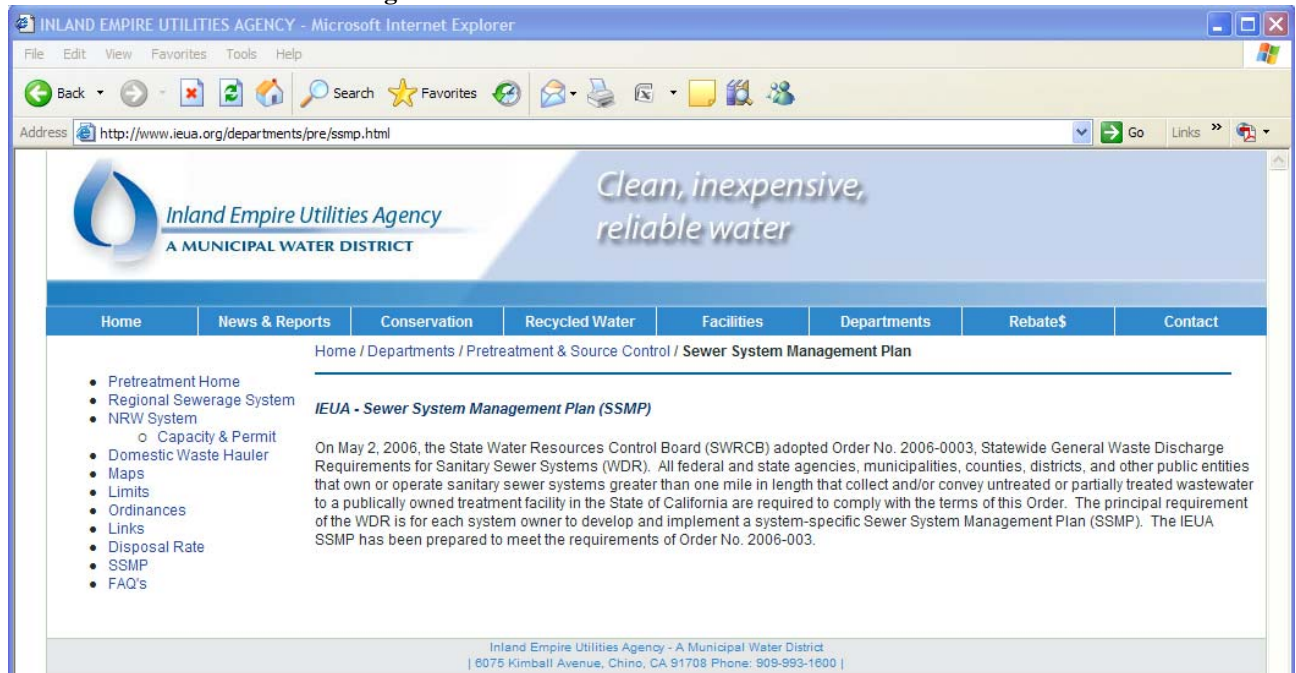 INLAND EMPIRE UTILITIES AGENCY - Microsoft Internet Explorer
File Edit View Favorites Tools Help
Back Search Favorites
Address http://www.ieua.org/departments/pre/ssmp.html Go Links »
Inland Empire Utilities Agency
A MUNICIPAL WATER DISTRICT
Clean, inexpensive,
reliable water
Home News & Reports Conservation Recycled Water Facilities Departments Rebate$ Contact
Home / Departments / Pretreatment & Source Control / Sewer System Management Plan
• Pretreatment Home
• Regional Sewerage System
• NRW System
o Capacity & Permit
• Domestic Waste Hauler
• Maps
• Limits
• Ordinances
• Links
• Disposal Rate
• SSMP
• FAQ's
IEUA - Sewer System Management Plan (SSMP)
On May 2, 2006, the State Water Resources Control Board (SWRCB) adopted Order No. 2006-0003, Statewide General Waste Discharge
Requirements for Sanitary Sewer Systems (WDR). All federal and state agencies, municipalities, counties, districts, and other public entities
that own or operate sanitary sewer systems greater than one mile in length that collect and/or convey untreated or partially treated wastewater
to a publically owned treatment facility in the State of California are required to comply with the terms of this Order. The principal requirement
of the WDR is for each system owner to develop and implement a system-specific Sewer System Management Plan (SSMP). The IEUA
SSMP has been prepared to meet the requirements of Order No. 2006-003.
Inland Empire Utilities Agency - A Municipal Water District
| 6075 Kimball Avenue, Chino, CA 91708 Phone: 909-993-1600 |